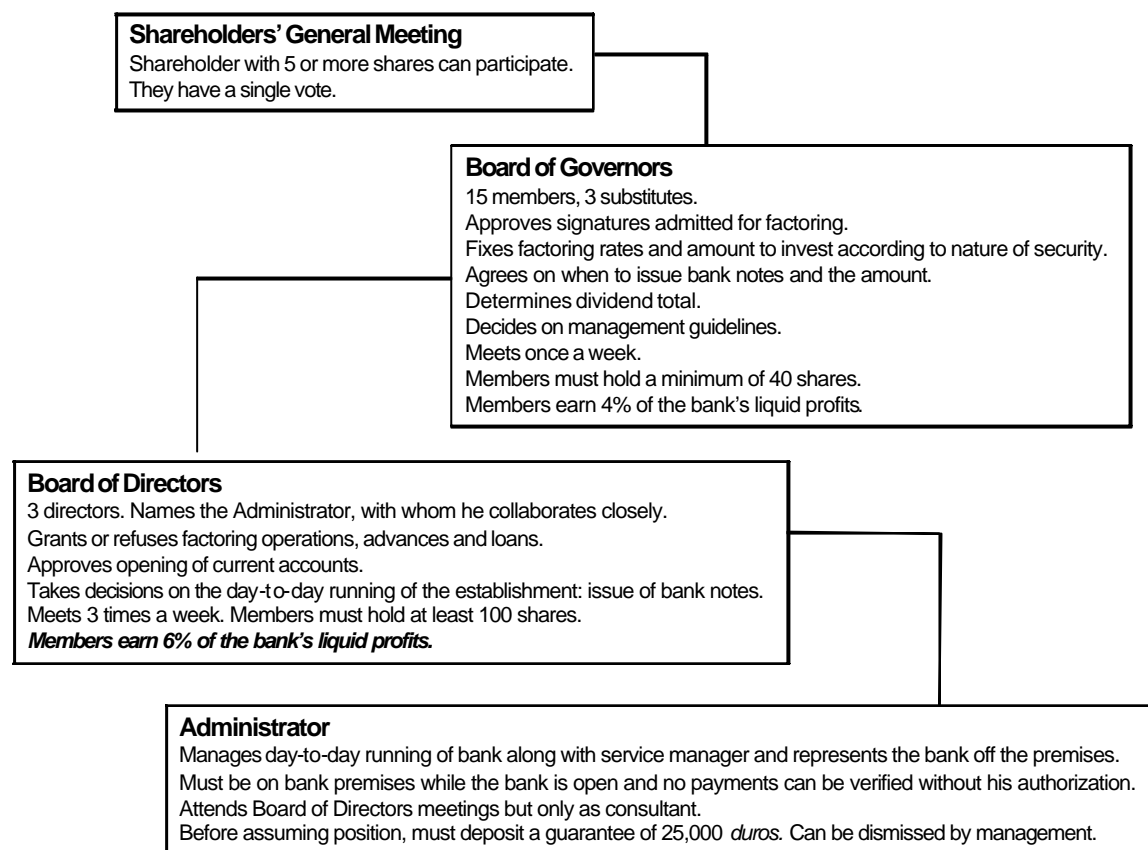 Shareholders' General Meeting
Shareholder with 5 or more shares can participate.
They have a single vote.
Board of Governors
15 members, 3 substitutes.
Approves signatures admitted for factoring.
Fixes factoring rates and amount to invest according to nature of security.
Agrees on when to issue bank notes and the amount.
Determines dividend total.
Decides on management guidelines.
Meets once a week.
Members must hold a minimum of 40 shares.
Members earn 4% of the bank's liquid profits.
Board of Directors
3 directors. Names the Administrator, with whom he collaborates closely.
Grants or refuses factoring operations, advances and loans.
Approves opening of current accounts.
Takes decisions on the day-to-day running of the establishment: issue of bank notes.
Meets 3 times a week. Members must hold at least 100 shares.
Members earn 6% of the bank's liquid profits.
Administrator
Manages day-to-day running of bank along with service manager and represents the bank off the premises.
Must be on bank premises while the bank is open and no payments can be verified without his authorization.
Attends Board of Directors meetings but only as consultant.
Before assuming position, must deposit a guarantee of 25,000 duros. Can be dismissed by management.